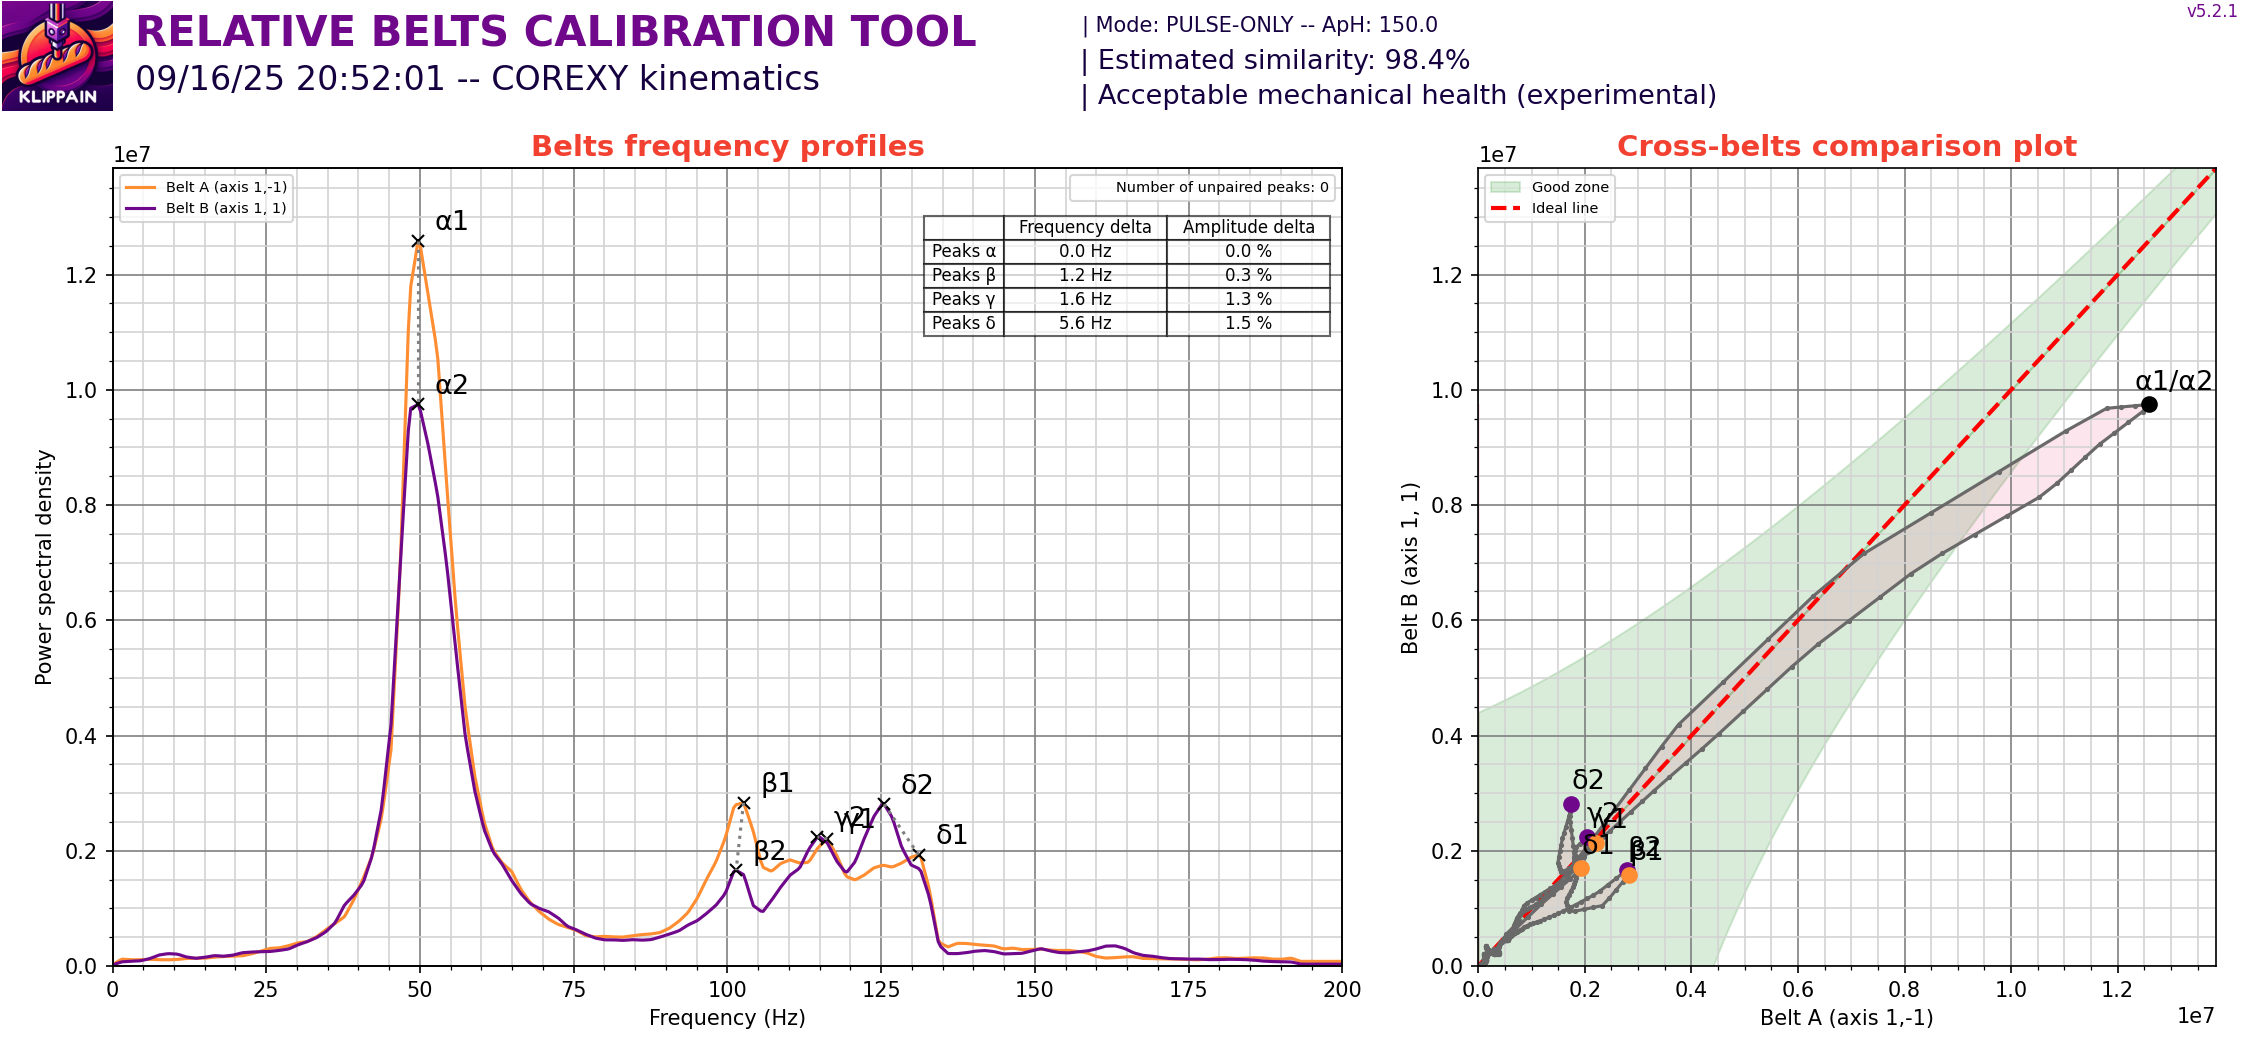 KLIPPAIN
RELATIVE BELTS CALIBRATION TOOL
09/16/25 20:52:01 -- COREXY kinematics
| Mode: PULSE-ONLY -- ApH: 150.0
| Estimated similarity: 98.4%
| Acceptable mechanical health (experimental)
v5.2.1
Belts frequency profiles
1e7
Belt A (axis 1,-1)
Belt B (axis 1, 1)
Number of unpaired peaks: 0
Frequency delta Amplitude delta
Peaks α 0.0 Hz 0.0 %
Peaks β 1.2 Hz 0.3 %
Peaks γ 1.6 Hz 1.3 %
Peaks δ 5.6 Hz 1.5 %
α1
α2
β1
β2
γ2
γ1
δ2
δ1
1.2
1.0
0.8
0.6
0.4
0.2
0.0
Power spectral density
0 25 50 75 100 125 150 175 200
Frequency (Hz)
Cross-belts comparison plot
1e7
Good zone
Ideal line
α1/α2
δ2
γ2
γ1
δ1
β2
β1
1.2
1.0
0.8
0.6
0.4
0.2
0.0
Belt B (axis 1, 1)
0.0 0.2 0.4 0.6 0.8 1.0 1.2
1e7
Belt A (axis 1,-1)